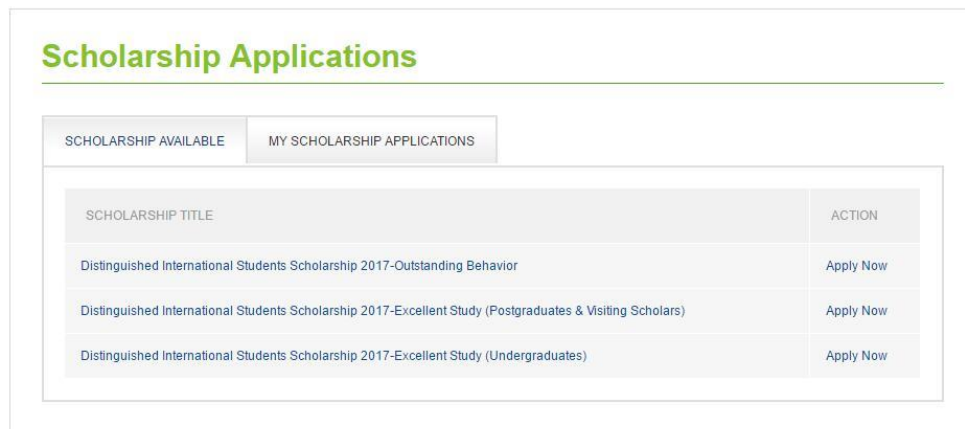 Scholarship Applications
SCHOLARSHIP AVAILABLE MY SCHOLARSHIP APPLICATIONS
SCHOLARSHIP TITLE ACTION
Distinguished International Students Scholarship 2017-Outstanding Behavior Apply Now
Distinguished International Students Scholarship 2017-Excellent Study (Postgraduates & Visiting Scholars) Apply Now
Distinguished International Students Scholarship 2017-Excellent Study (Undergraduates) Apply Now